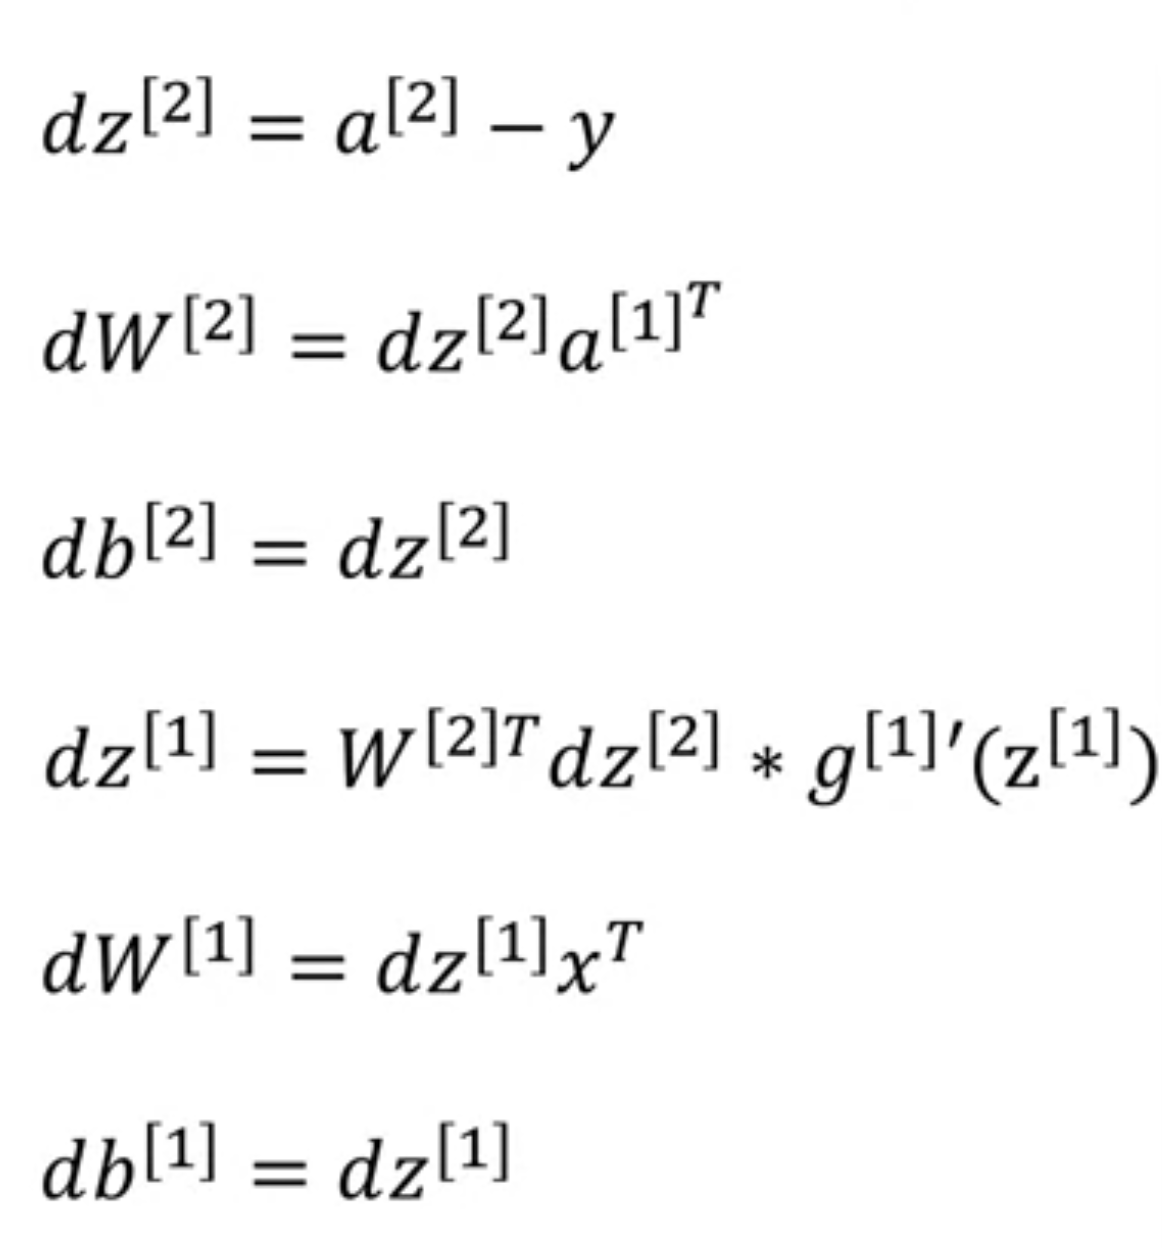 dz^{[2]} = a^{[2]} − y
dW^{[2]} = dz^{[2]}a^{[1]^T}
db^{[2]} = dz^{[2]}
dz^{[1]} = W^{[2]T}dz^{[2]} ∗ g^{[1]}′(z^{[1]})
dW^{[1]} = dz^{[1]}x^T
db^{[1]} = dz^{[1]}